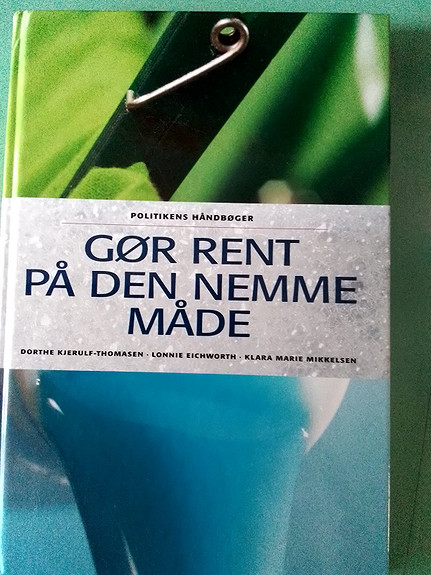 POLITIKENS HÅNDBØGER
GØR RENT
PÅ DEN NEMME
MÅDE
DORTHE KJERULF-THOMASEN · LONNIE EICHWORTH · KLARA MARIE MIKKELSEN